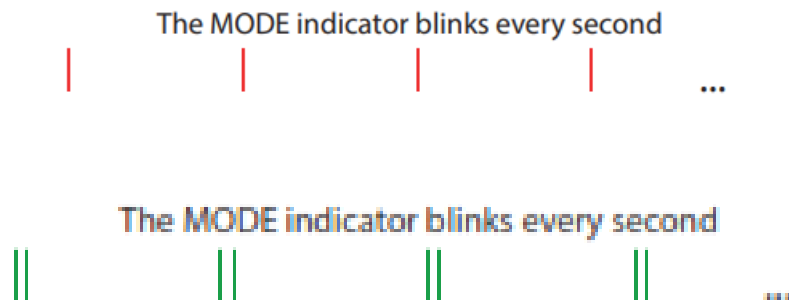 The MODE indicator blinks every second
...
The MODE indicator blinks every second
...